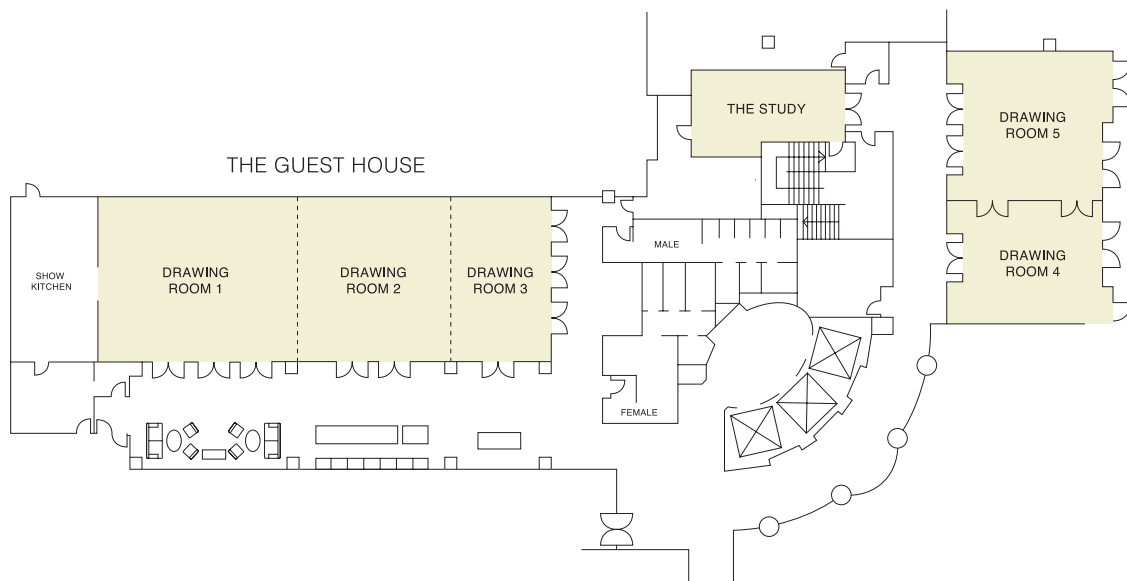 THE GUEST HOUSE
THE STUDY
DRAWING
ROOM 5
DRAWING
ROOM 4
MALE
SHOW
KITCHEN
DRAWING
ROOM 1
DRAWING
ROOM 2
DRAWING
ROOM 3
FEMALE